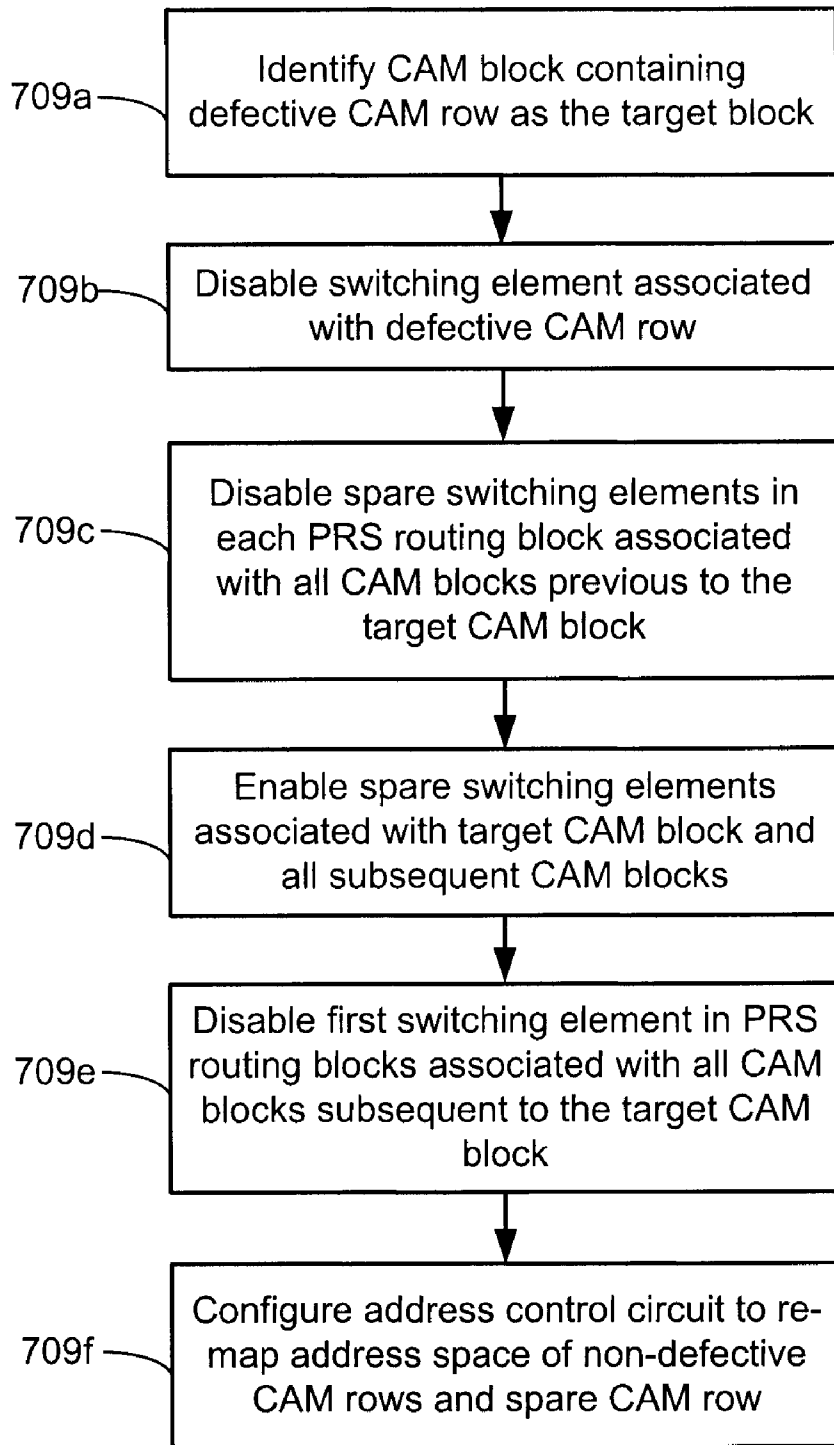 709a
Identify CAM block containing
defective CAM row as the target block
709b
Disable switching element associated
with defective CAM row
709c
Disable spare switching elements in
each PRS routing block associated
with all CAM blocks previous to the
target CAM block
709d
Enable spare switching elements
associated with target CAM block and
all subsequent CAM blocks
709e
Disable first switching element in PRS
routing blocks associated with all CAM
blocks subsequent to the target CAM
block
709f
Configure address control circuit to re-
map address space of non-defective
CAM rows and spare CAM row